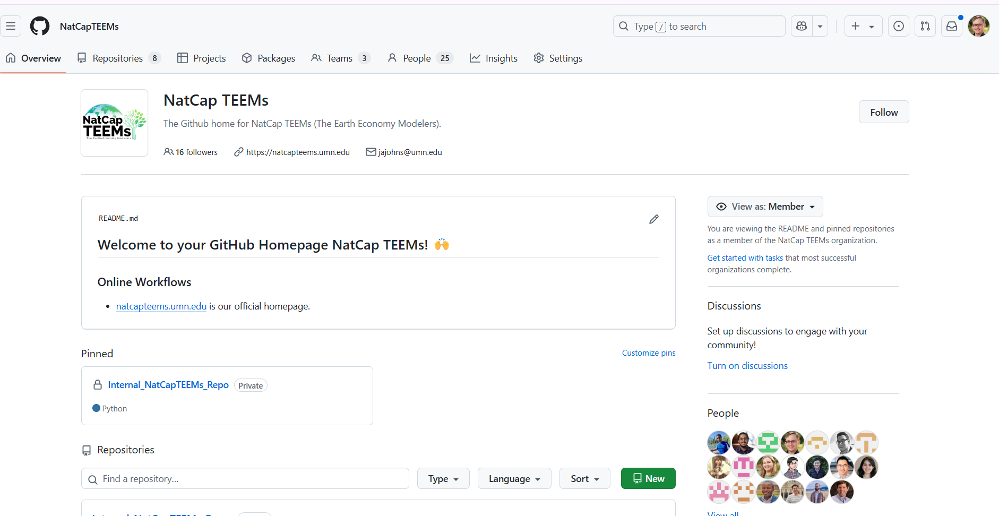 NatCapTEEMs
Type / to search
Overview
Repositories 8
Projects
Packages
Teams 3
People 25
Insights
Settings
NatCap
TEEMs
The Earth-Economy Modelers
NatCap TEEMs
The Github home for NatCap TEEMs (The Earth Economy Modelers).
16 followers
https://natcapteems.umn.edu
jajohns@umn.edu
Follow
README.md
Welcome to your GitHub Homepage NatCap TEEMs! 🙌
Online Workflows
natcapteems.umn.edu is our official homepage.
Pinned
Customize pins
Internal_NatCapTEEMs_Repo Private
Python
Repositories
Find a repository...
Type
Language
Sort
New
View as: Member
You are viewing the README and pinned repositories
as a member of the NatCap TEEMs organization.
Get started with tasks that most successful
organizations complete.
Discussions
Set up discussions to engage with your
community!
Turn on discussions
People
View all